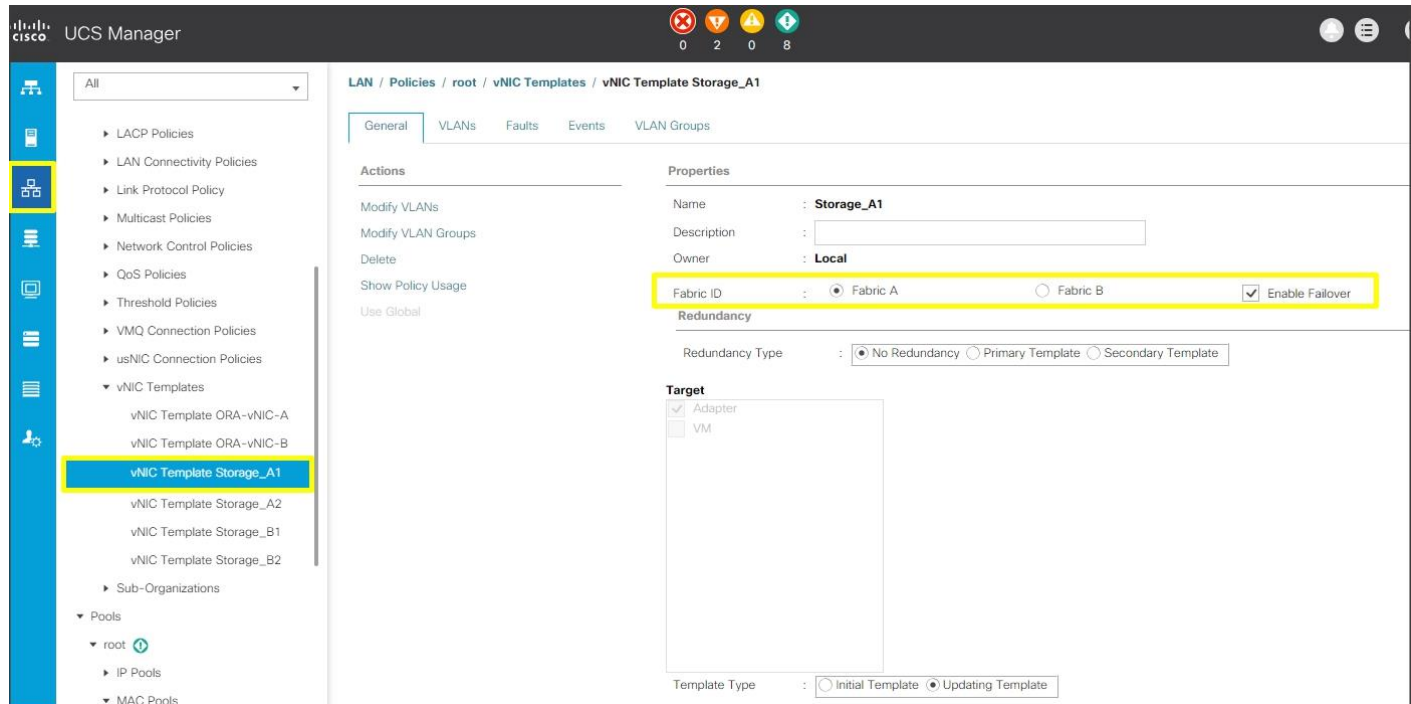 cisco UCS Manager
0 2 0 8
All
LACP Policies
LAN Connectivity Policies
Link Protocol Policy
Multicast Policies
Network Control Policies
QoS Policies
Threshold Policies
VMQ Connection Policies
usNIC Connection Policies
vNIC Templates
vNIC Template ORA-vNIC-A
vNIC Template ORA-vNIC-B
vNIC Template Storage_A1
vNIC Template Storage_A2
vNIC Template Storage_B1
vNIC Template Storage_B2
Sub-Organizations
Pools
root
IP Pools
MAC Pools
LAN / Policies / root / vNIC Templates / vNIC Template Storage_A1
General VLANs Faults Events VLAN Groups
Actions
Modify VLANs
Modify VLAN Groups
Delete
Show Policy Usage
Use Global
Properties
Name : Storage_A1
Description :
Owner : Local
Fabric ID : Fabric A Fabric B Enable Failover
Redundancy
Redundancy Type : No Redundancy Primary Template Secondary Template
Target
Adapter
VM
Template Type : Initial Template Updating Template